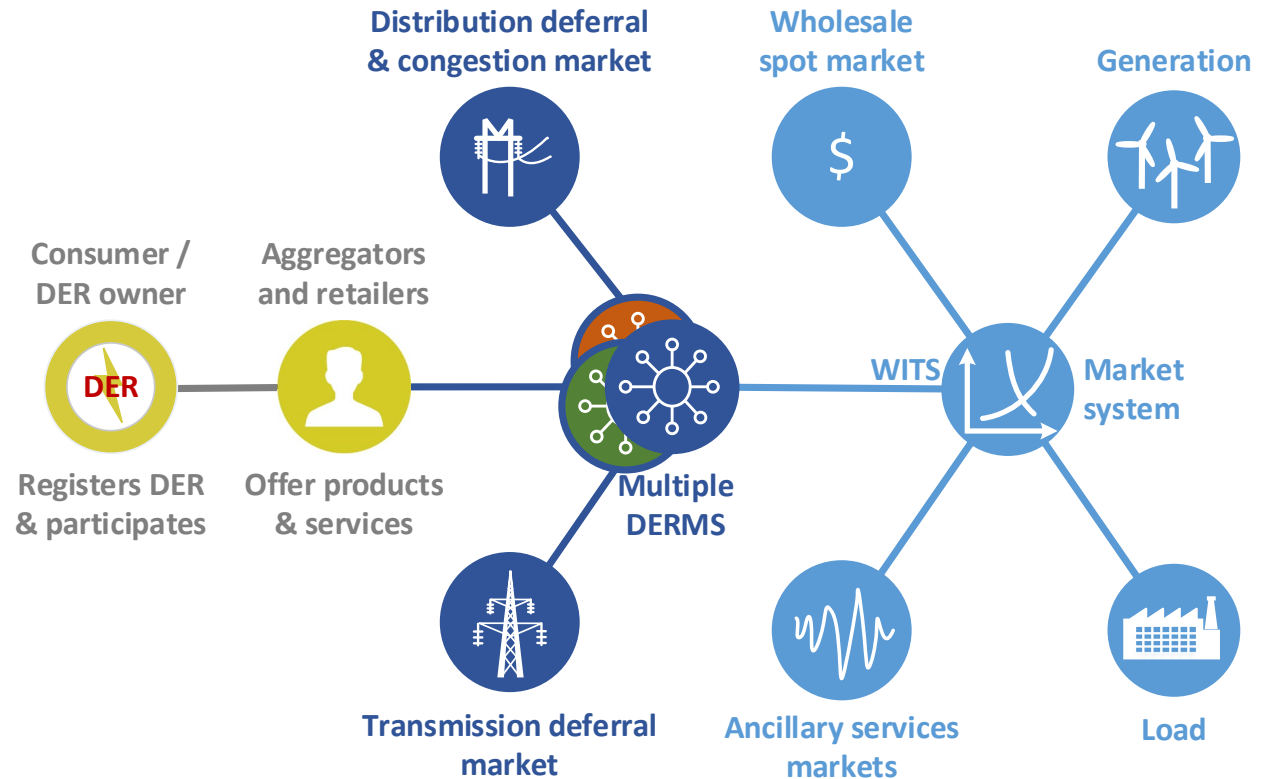 Distribution deferral
& congestion market
Wholesale
spot market
Generation
$
Consumer /
DER owner
Aggregators
and retailers
DER
WITS
Market
system
Registers DER
& participates
Offer products
& services
Multiple
DERMS
Transmission deferral
market
Ancillary services
markets
Load